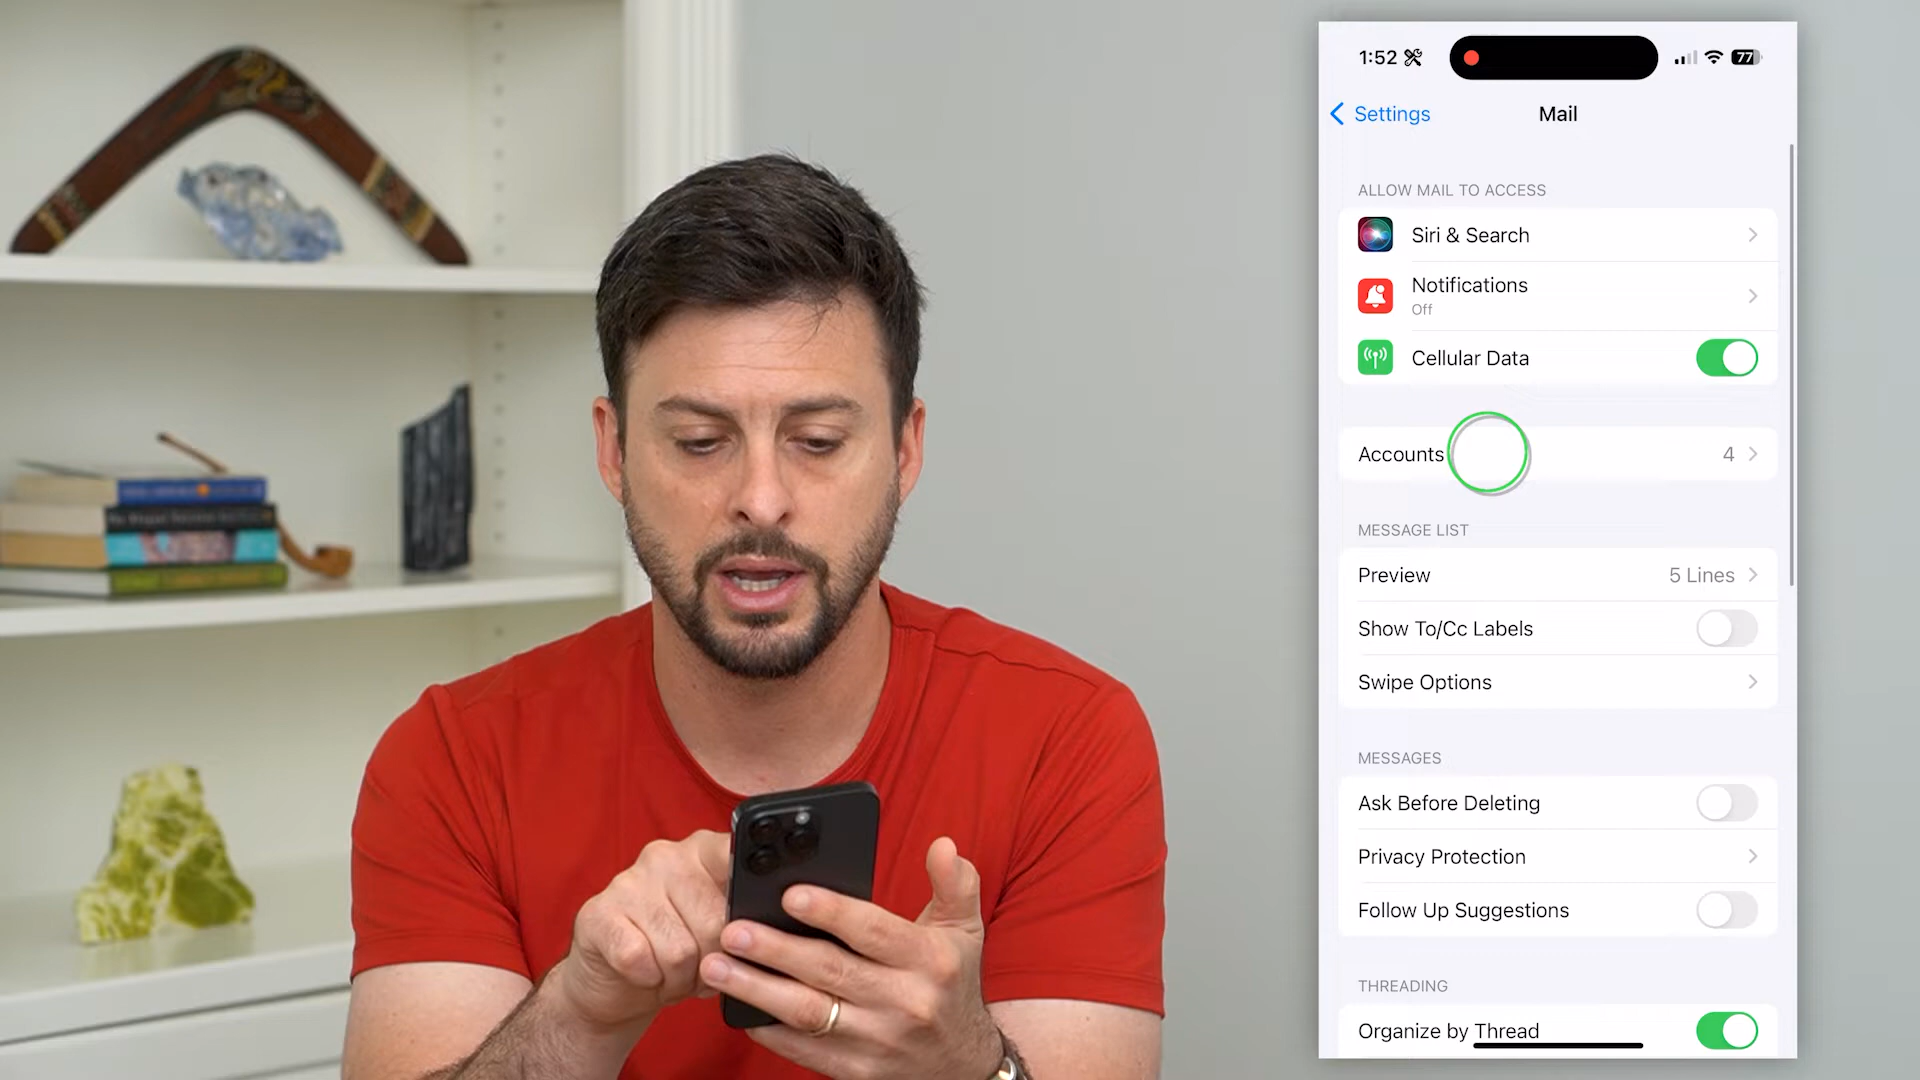 1:52
77
Settings
Mail
ALLOW MAIL TO ACCESS
Siri & Search
Notifications
Off
Cellular Data
Accounts 4
MESSAGE LIST
Preview 5 Lines
Show To/Cc Labels
Swipe Options
MESSAGES
Ask Before Deleting
Privacy Protection
Follow Up Suggestions
THREADING
Organize by Thread